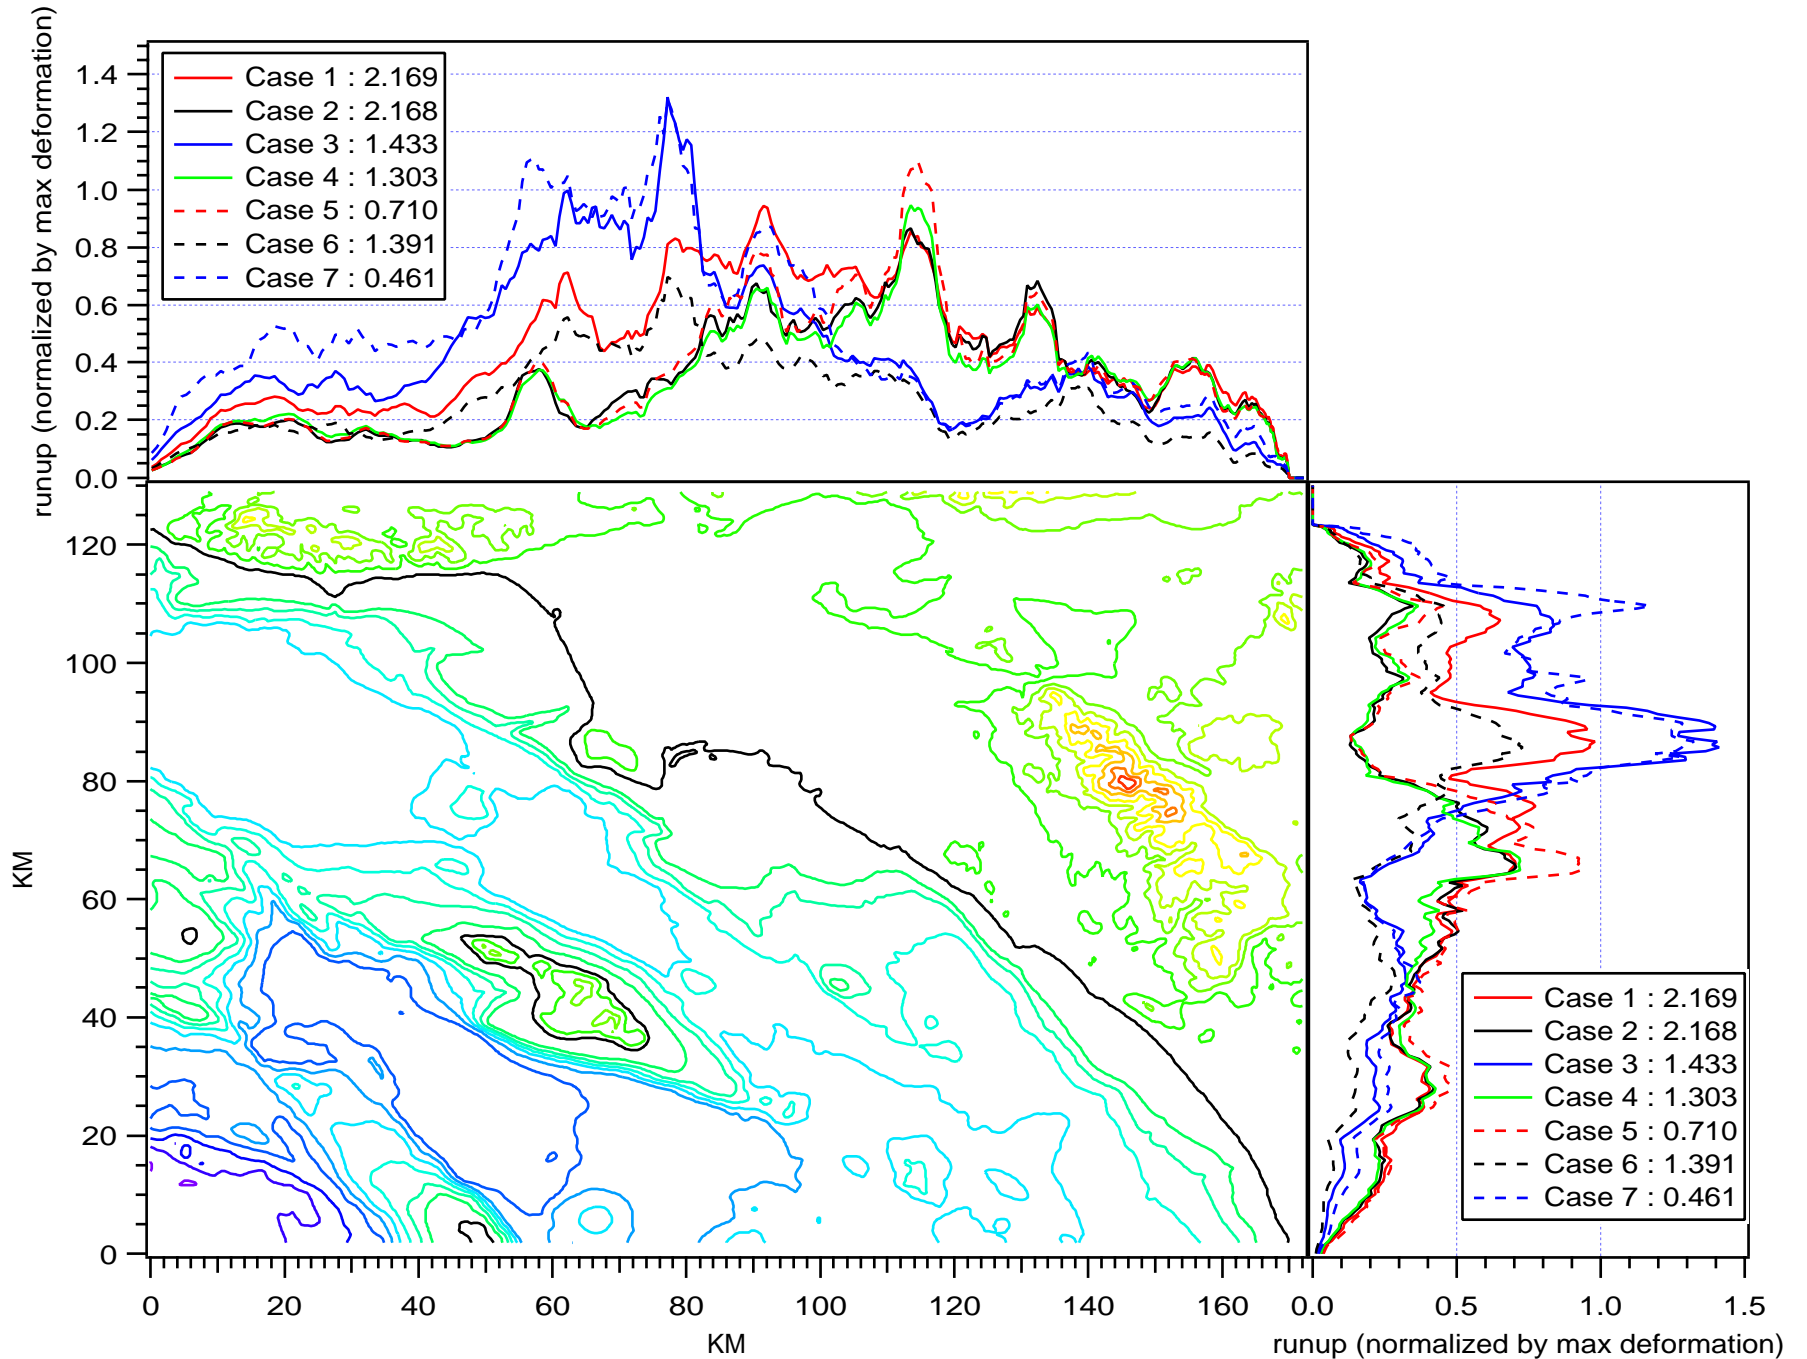 runup (normalized by max deformation)
1.4
1.2
1.0
0.8
0.6
0.4
0.2
0.0
Case 1 : 2.169
Case 2 : 2.168
Case 3 : 1.433
Case 4 : 1.303
Case 5 : 0.710
Case 6 : 1.391
Case 7 : 0.461
KM
120
100
80
60
40
20
0
0 20 40 60 80 100 120 140 160
KM
Case 1 : 2.169
Case 2 : 2.168
Case 3 : 1.433
Case 4 : 1.303
Case 5 : 0.710
Case 6 : 1.391
Case 7 : 0.461
0.0 0.5 1.0 1.5
runup (normalized by max deformation)